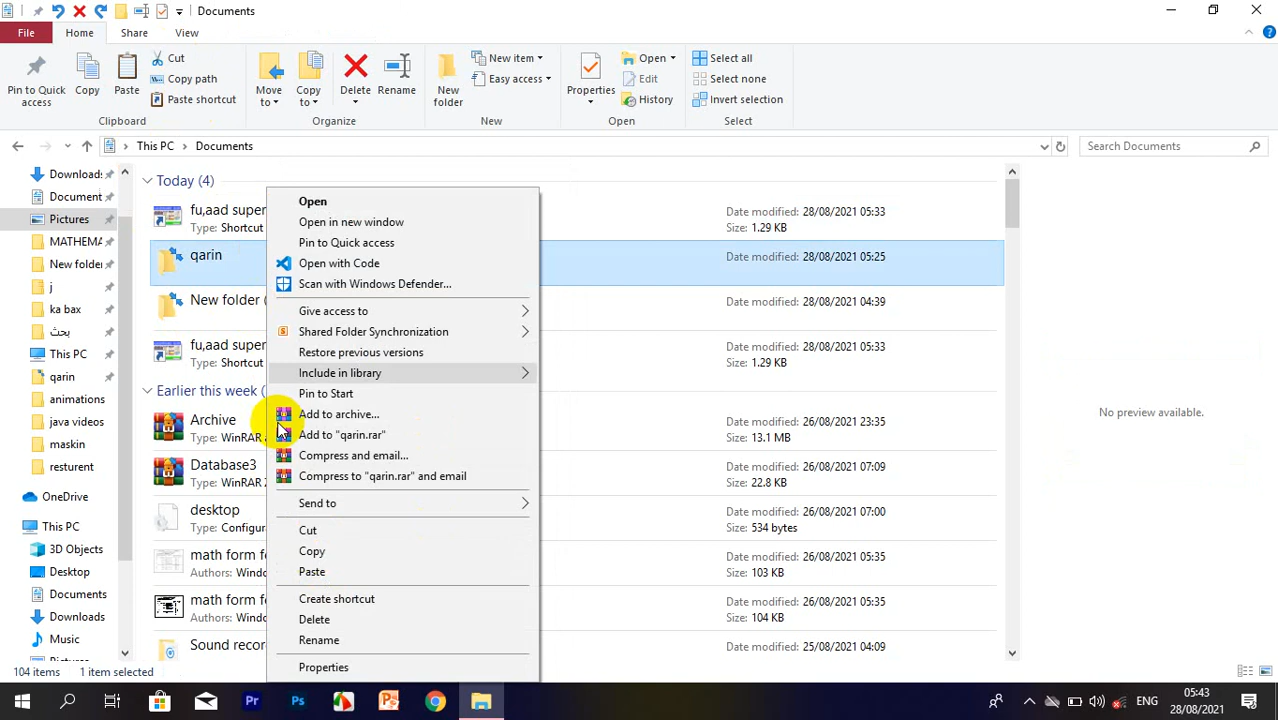 Documents
File Home Share View
Pin to Quick access
Copy
Paste
Cut
Copy path
Paste shortcut
Clipboard
Move to
Copy to
Delete
Rename
Organize
New folder
New item
Easy access
New
Properties
Open
Edit
History
Open
Select all
Select none
Invert selection
Select
This PC Documents
Search Documents
Downloads
Document
Pictures
MATHEMA
New folder
j
ka bax
بحث
This PC
qarin
animations
java videos
maskin
resturent
OneDrive
This PC
3D Objects
Desktop
Documents
Downloads
Music
Today (4)
fu,aad super
Type: Shortcut
Date modified: 28/08/2021 05:33
Size: 1.29 KB
qarin
Date modified: 28/08/2021 05:25
New folder (
Date modified: 28/08/2021 04:39
fu,aad super
Type: Shortcut
Date modified: 28/08/2021 05:33
Size: 1.29 KB
Earlier this week (
Archive
Type: WinRAR
Date modified: 26/08/2021 23:35
Size: 13.1 MB
Database3
Type: WinRAR
Date modified: 26/08/2021 07:09
Size: 22.8 KB
desktop
Type: Configur
Date modified: 26/08/2021 07:00
Size: 534 bytes
math form fo
Authors: Windo
Date modified: 26/08/2021 05:35
Size: 103 KB
math form fo
Authors: Windo
Date modified: 26/08/2021 05:35
Size: 104 KB
Sound recor
Date modified: 25/08/2021 04:09
Open
Open in new window
Pin to Quick access
Open with Code
Scan with Windows Defender...
Give access to
Shared Folder Synchronization
Restore previous versions
Include in library
Pin to Start
Add to archive...
Add to "qarin.rar"
Compress and email...
Compress to "qarin.rar" and email
Send to
Cut
Copy
Paste
Create shortcut
Delete
Rename
Properties
No preview available.
104 items 1 item selected
Pr
Ps
ENG
05:43
28/08/2021